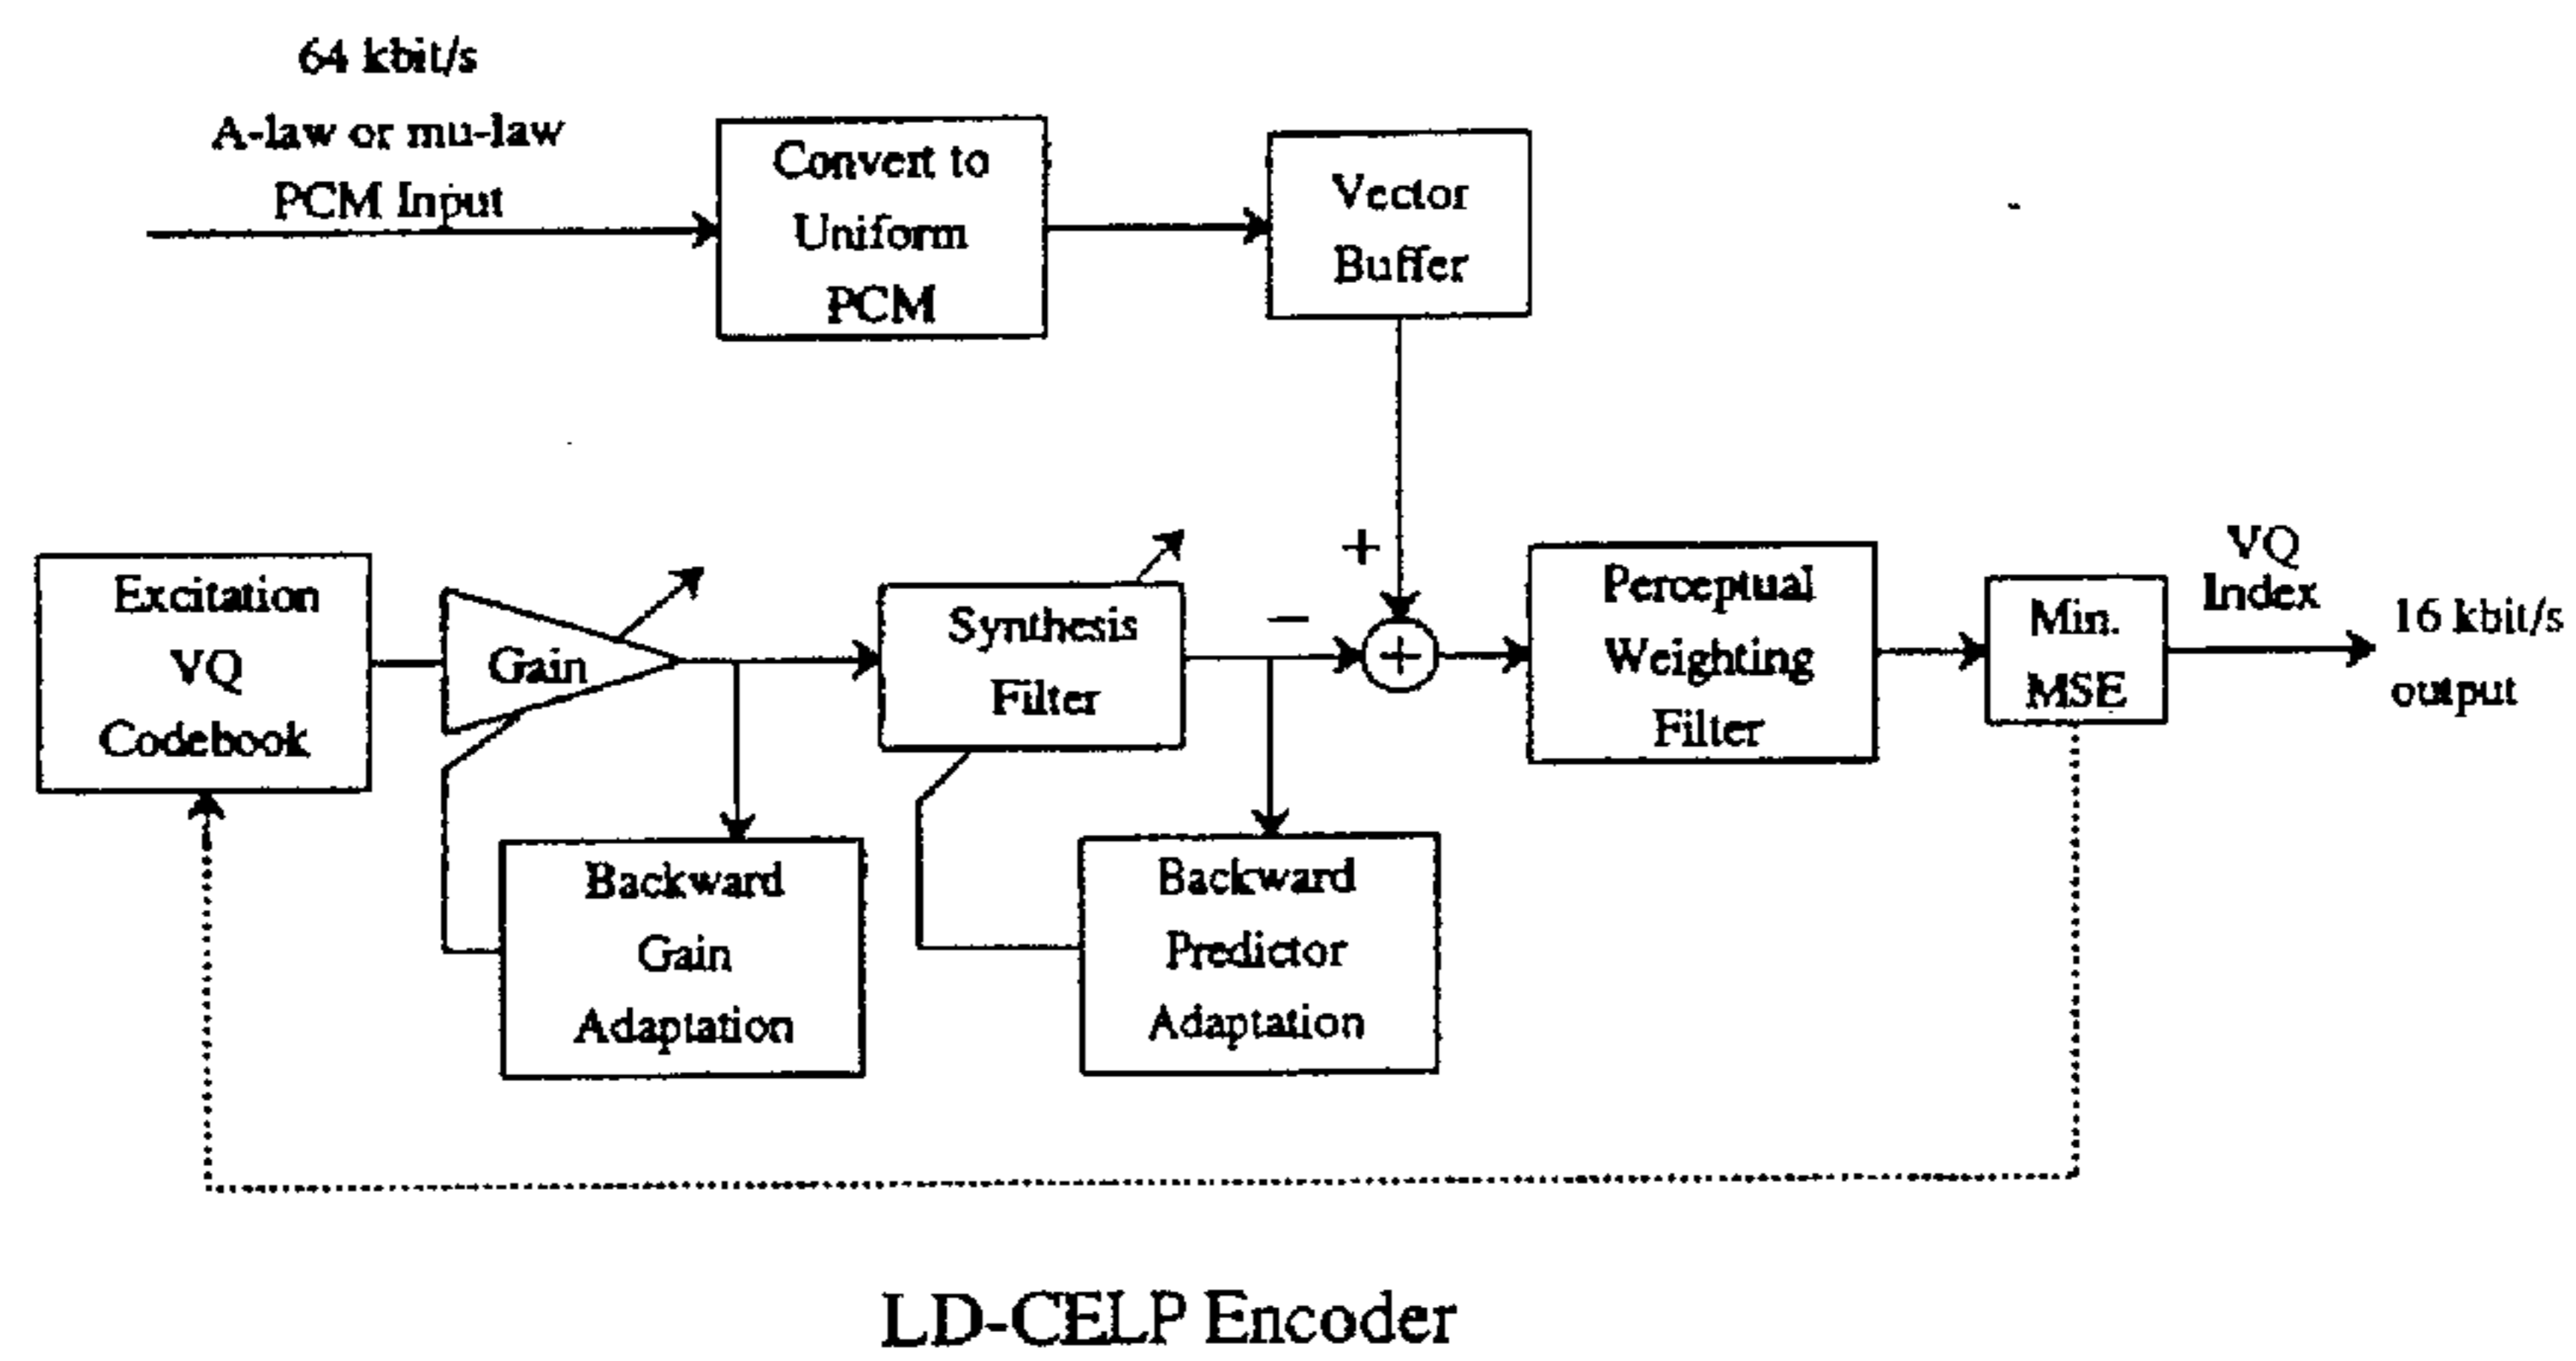 64 kbit/s
A-law or mu-law
PCM Input
Convert to
Uniform
PCM
Vector
Buffer
Excitation
VQ
Codebook
Gain
Synthesis
Filter
+
−
+
Perceptual
Weighting
Filter
Min.
MSE
VQ
Index
16 kbit/s
output
Backward
Gain
Adaptation
Backward
Predictor
Adaptation
LD-CELP Encoder